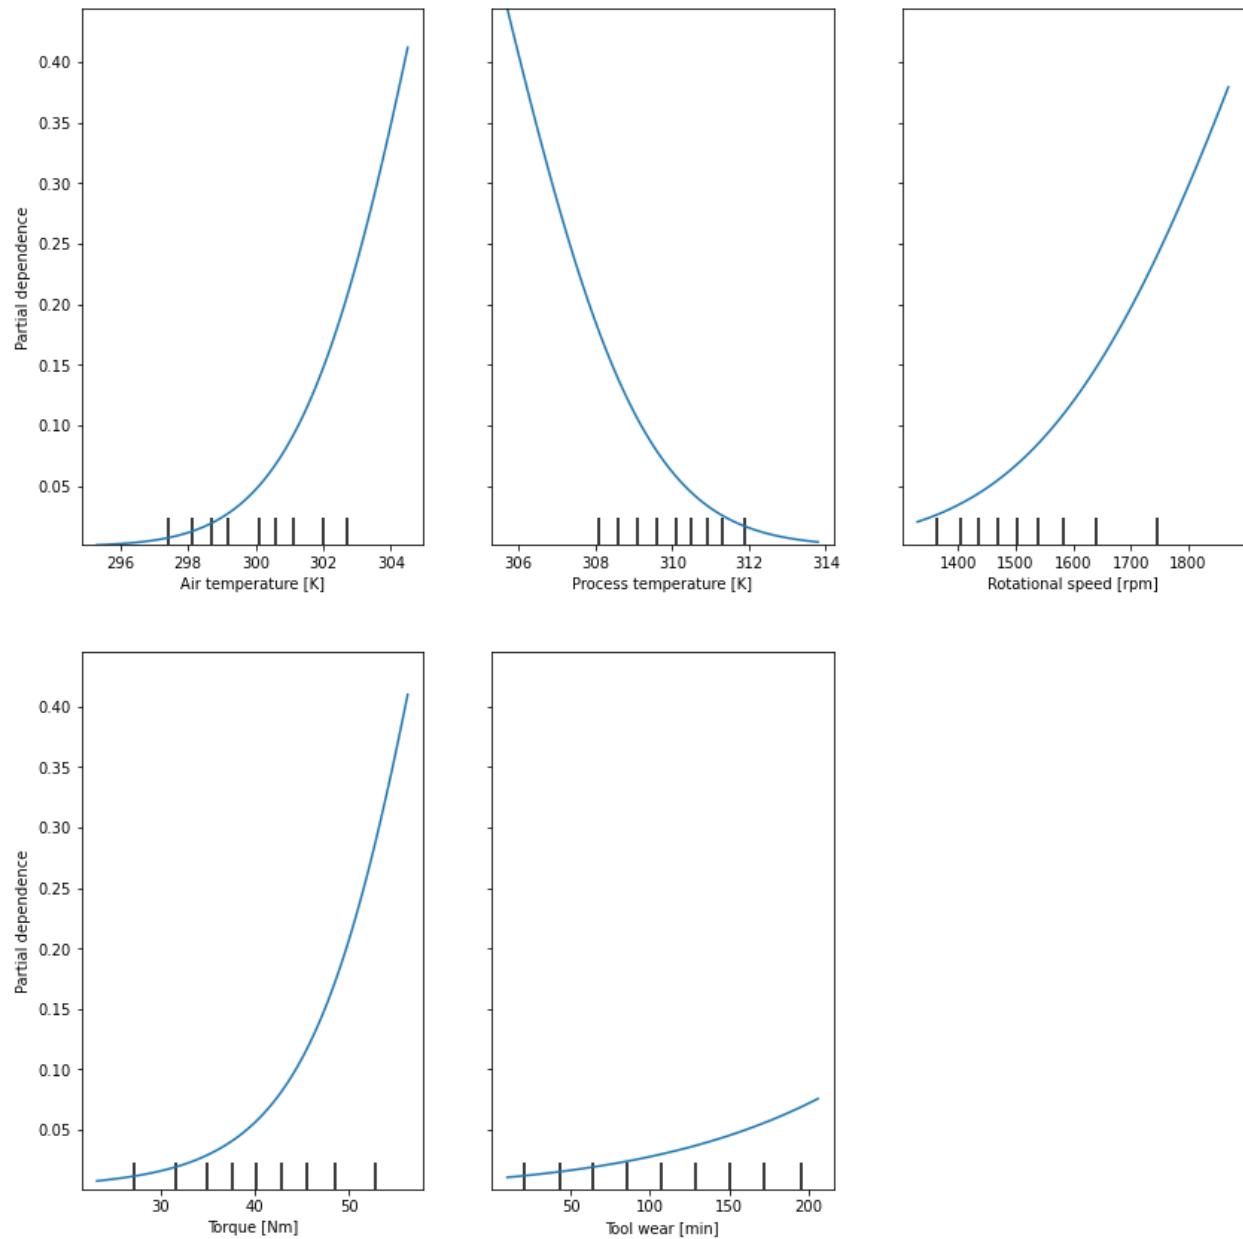 Partial dependence
0.40
0.35
0.30
0.25
0.20
0.15
0.10
0.05
296 298 300 302 304
Air temperature [K]
306 308 310 312 314
Process temperature [K]
1400 1500 1600 1700 1800
Rotational speed [rpm]
Partial dependence
0.40
0.35
0.30
0.25
0.20
0.15
0.10
0.05
30 40 50
Torque [Nm]
50 100 150 200
Tool wear [min]